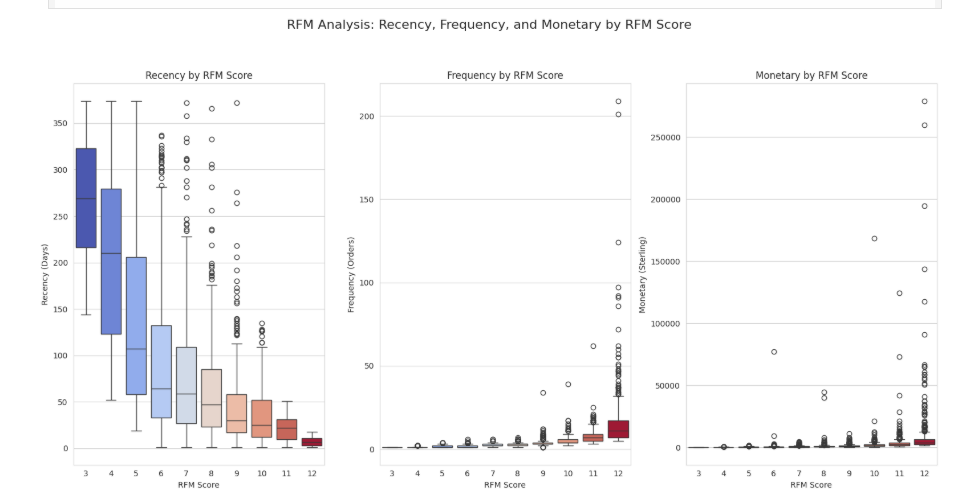 RFM Analysis: Recency, Frequency, and Monetary by RFM Score
Recency by RFM Score
Recency (Days)
350
300
250
200
150
100
50
0
3 4 5 6 7 8 9 10 11 12
RFM Score
Frequency by RFM Score
Frequency (Orders)
200
150
100
50
0
3 4 5 6 7 8 9 10 11 12
RFM Score
Monetary by RFM Score
Monetary (Sterling)
250000
200000
150000
100000
50000
0
3 4 5 6 7 8 9 10 11 12
RFM Score